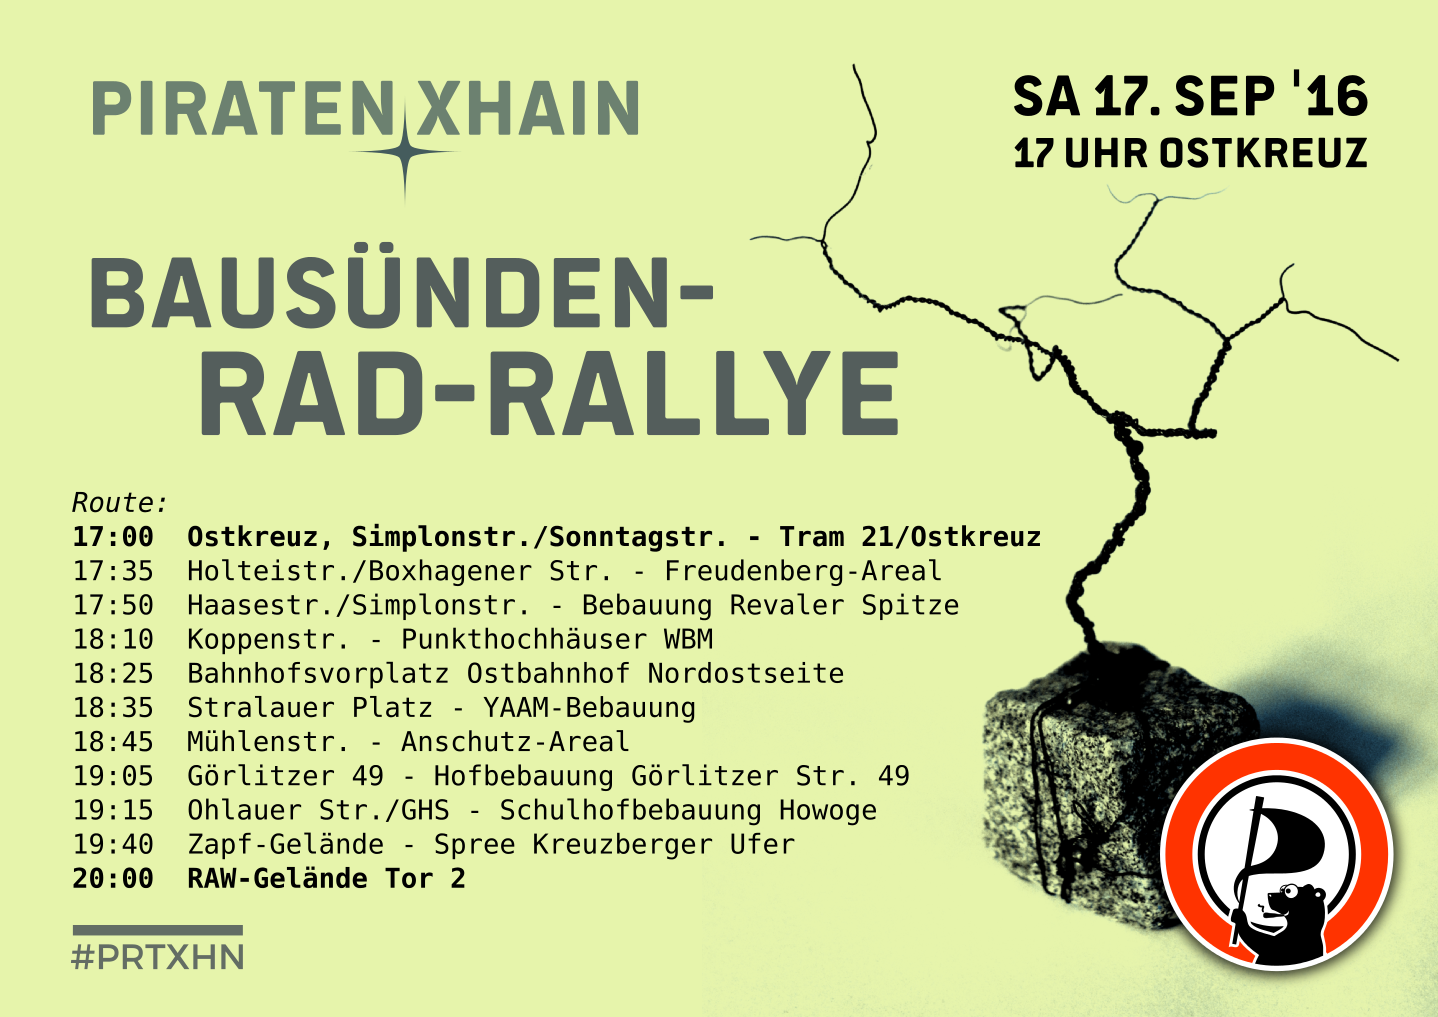 PIRATEN XHAIN
SA 17. SEP '16
17 UHR OSTKREUZ
BAUSÜNDEN-
RAD-RALLYE
Route:
17:00 Ostkreuz, Simplonstr./Sonntagstr. - Tram 21/Ostkreuz
17:35 Holteistr./Boxhagener Str. - Freudenberg-Areal
17:50 Haasestr./Simplonstr. - Bebauung Revaler Spitze
18:10 Koppenstr. - Punkthochhäuser WBM
18:25 Bahnhofsvorplatz Ostbahnhof Nordostseite
18:35 Stralauer Platz - YAAM-Bebauung
18:45 Mühlenstr. - Anschutz-Areal
19:05 Görlitzer 49 - Hofbebauung Görlitzer Str. 49
19:15 Ohlauer Str./GHS - Schulhofbebauung Howoge
19:40 Zapf-Gelände - Spree Kreuzberger Ufer
20:00 RAW-Gelände Tor 2
#PRTXHN